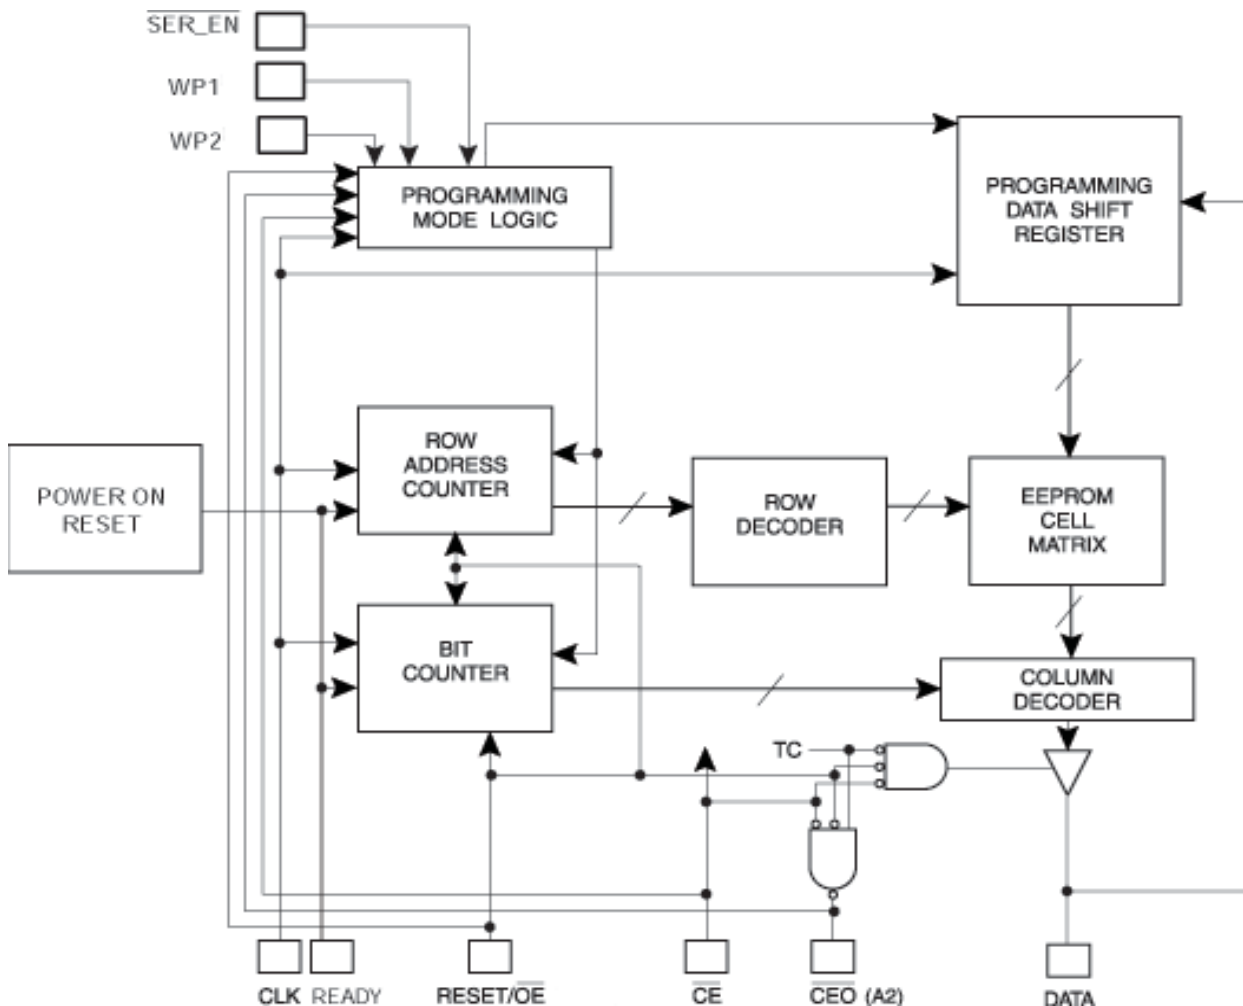 SER_EN
WP1
WP2
PROGRAMMING
MODE LOGIC
PROGRAMMING
DATA SHIFT
REGISTER
POWER ON
RESET
ROW
ADDRESS
COUNTER
ROW
DECODER
EEPROM
CELL
MATRIX
BIT
COUNTER
COLUMN
DECODER
TC
CLK READY RESET/OE CE CEO (A2) DATA